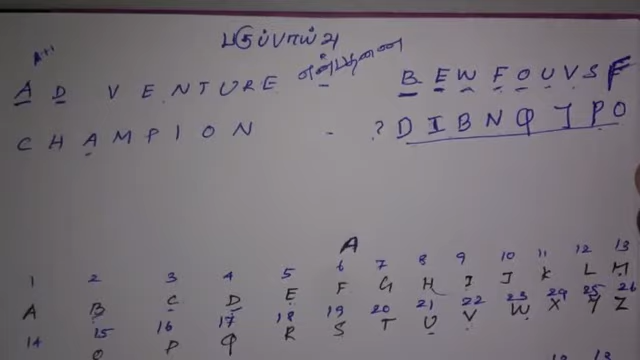 பகுப்பாய்வு
A+1
A D V E N T U R E என்பதனை B E W F O U V S F
C H A M P I O N - ? D I B N Q J P O
A
1 2 3 4 5 6 7 8 9 10 11 12 13
A B C D E F G H I J K L M
14 15 16 17 18 19 20 21 22 23 24 25 26
O P Q R S T U V W X Y Z